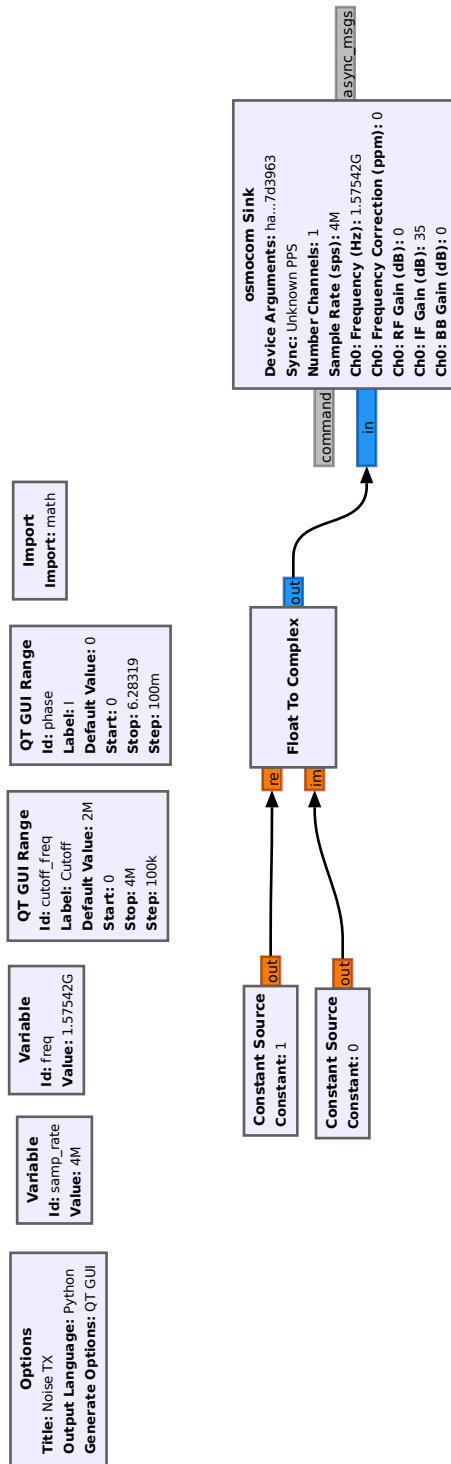 Options
Title: Noise TX
Output Language: Python
Generate Options: QT GUI
Variable
Id: samp_rate
Value: 4M
Variable
Id: freq
Value: 1.57542G
QT GUI Range
Id: cutoff_freq
Label: Cutoff
Default Value: 2M
Start: 0
Stop: 4M
Step: 100k
QT GUI Range
Id: phase
Label: I
Default Value: 0
Start: 0
Stop: 6.28319
Step: 100m
Import
Import: math
Constant Source
Constant: 1
out
Constant Source
Constant: 0
out
re
im
Float To Complex
out
command
in
osmocom Sink
Device Arguments: ha...7d3963
Sync: Unknown PPS
Number Channels: 1
Sample Rate (sps): 4M
Ch0: Frequency (Hz): 1.57542G
Ch0: Frequency Correction (ppm): 0
Ch0: RF Gain (dB): 0
Ch0: IF Gain (dB): 35
Ch0: BB Gain (dB): 0
async_msgs